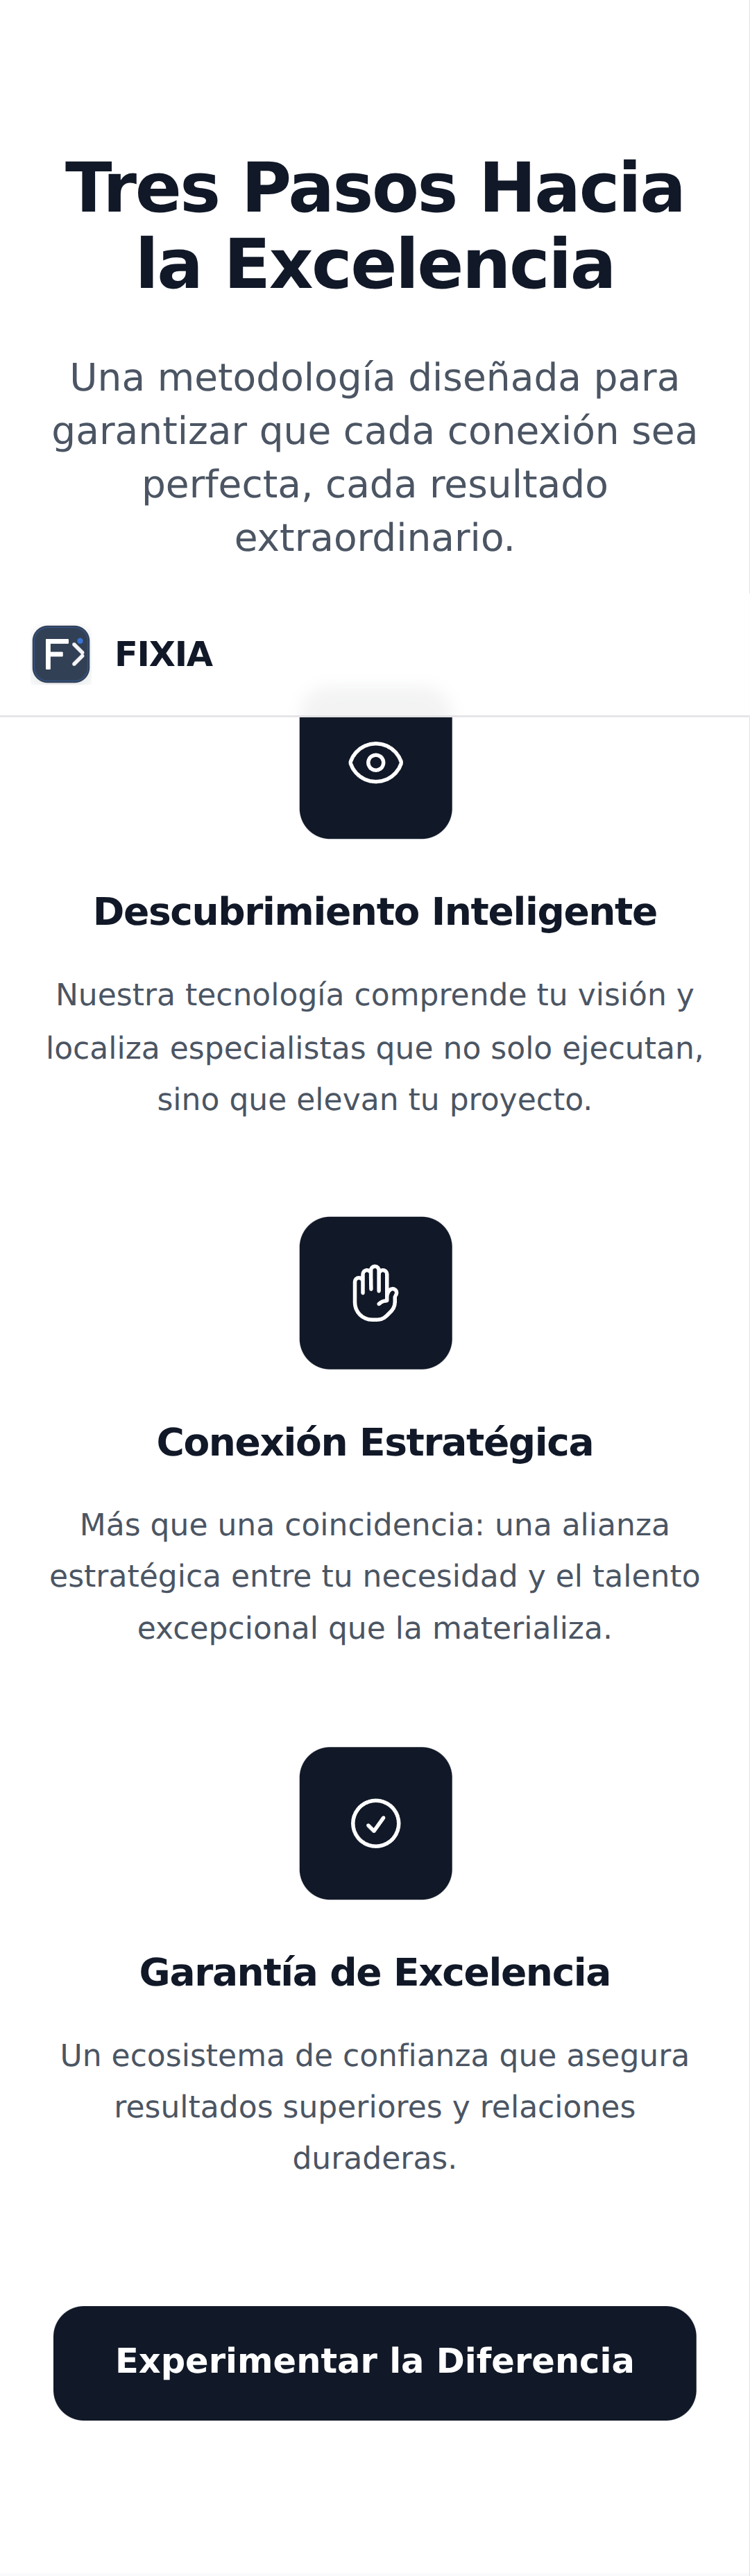 Tres Pasos Hacia
la Excelencia
Una metodología diseñada para
garantizar que cada conexión sea
perfecta, cada resultado
extraordinario.
FIXIA
Descubrimiento Inteligente
Nuestra tecnología comprende tu visión y
localiza especialistas que no solo ejecutan,
sino que elevan tu proyecto.
Conexión Estratégica
Más que una coincidencia: una alianza
estratégica entre tu necesidad y el talento
excepcional que la materializa.
Garantía de Excelencia
Un ecosistema de confianza que asegura
resultados superiores y relaciones
duraderas.
Experimentar la Diferencia